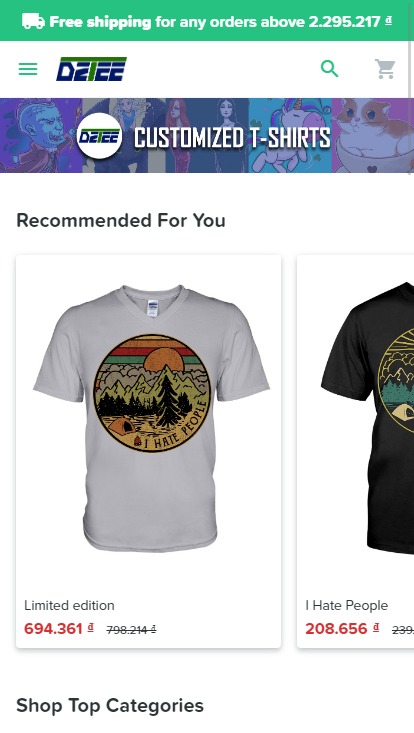 Free shipping for any orders above 2.295.217 ₫
DZTEE
DZTEE CUSTOMIZED T-SHIRTS
Recommended For You
I HATE PEOPLE
Limited edition
I Hate People
694.361 ₫ 798.214 ₫
208.656 ₫ 239.
Shop Top Categories